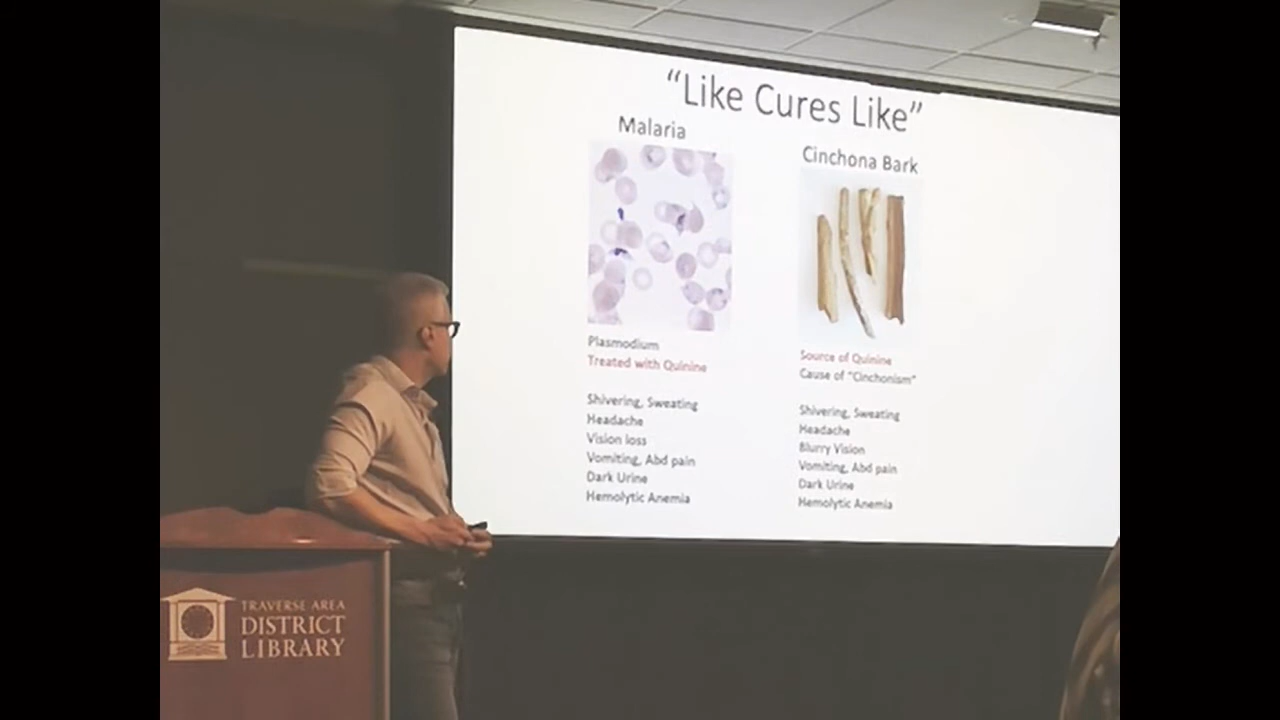 “Like Cures Like”
Malaria
Plasmodium
Treated with Quinine
Shivering, Sweating
Headache
Vision loss
Vomiting, Abd pain
Dark Urine
Hemolytic Anemia
Cinchona Bark
Source of Quinine
Cause of “Cinchonism”
Shivering, Sweating
Headache
Blurry Vision
Vomiting, Abd pain
Dark Urine
Hemolytic Anemia
TRAVERSE AREA
DISTRICT
LIBRARY